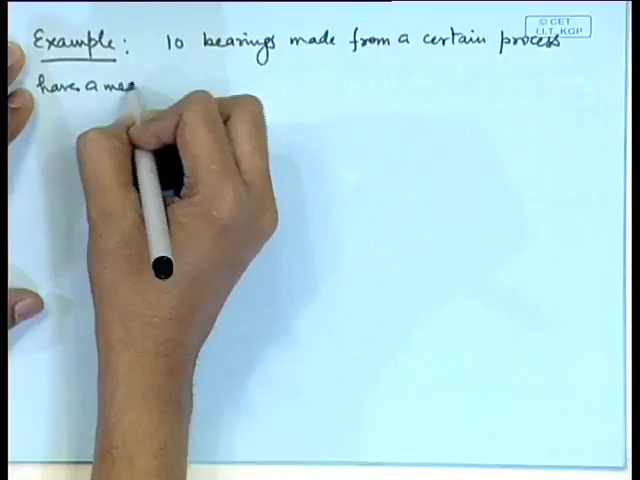 © CET
I.I.T. KGP
Example: 10 bearings made from a certain process
have a mea